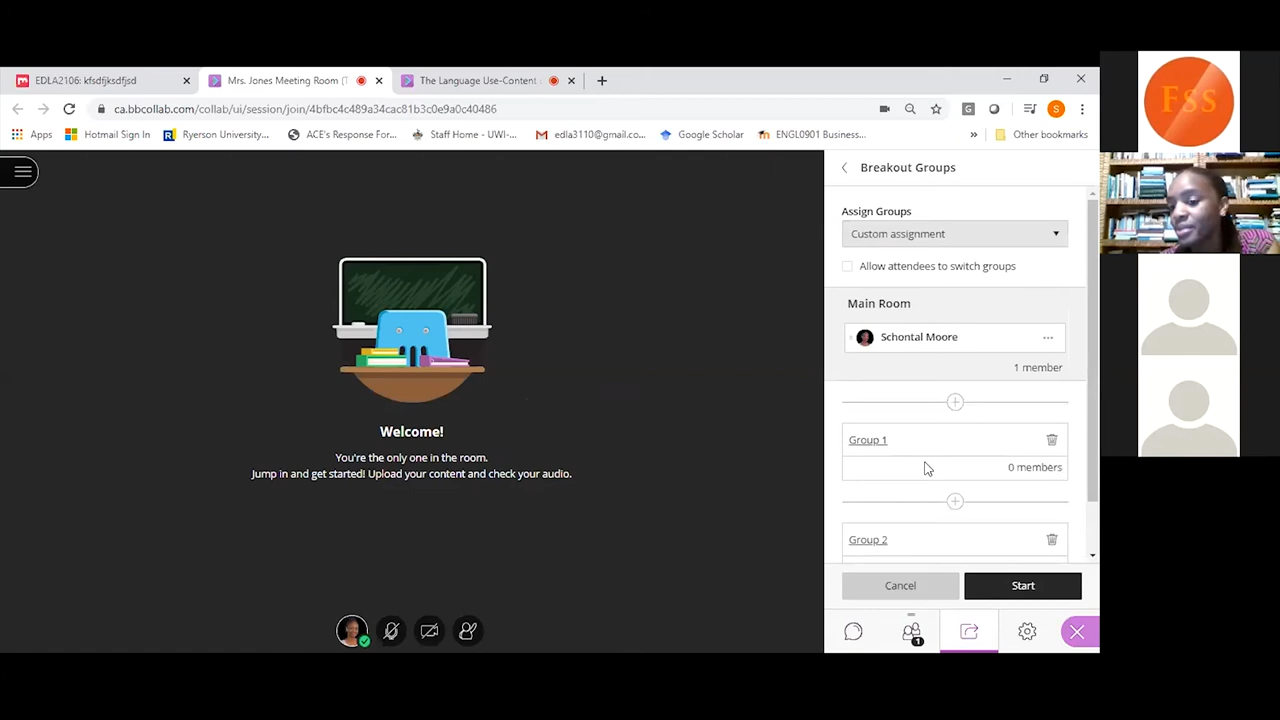 EDLA2106: kfsdfjksdfjsd
Mrs. Jones Meeting Room (T
The Language Use-Content
ca.bbcollab.com/collab/ui/session/join/4bfbc4c489a34cac81b3c0e9a0c40486
Apps
Hotmail Sign In
Ryerson University...
ACE's Response For...
Staff Home - UWI-...
edla3110@gmail.co...
Google Scholar
ENGL0901 Business...
»
Other bookmarks
Breakout Groups
Assign Groups
Custom assignment
Allow attendees to switch groups
Main Room
Schontal Moore
1 member
Group 1
0 members
Group 2
Cancel
Start
1
Welcome!
You're the only one in the room.
Jump in and get started! Upload your content and check your audio.
FSS
S
G